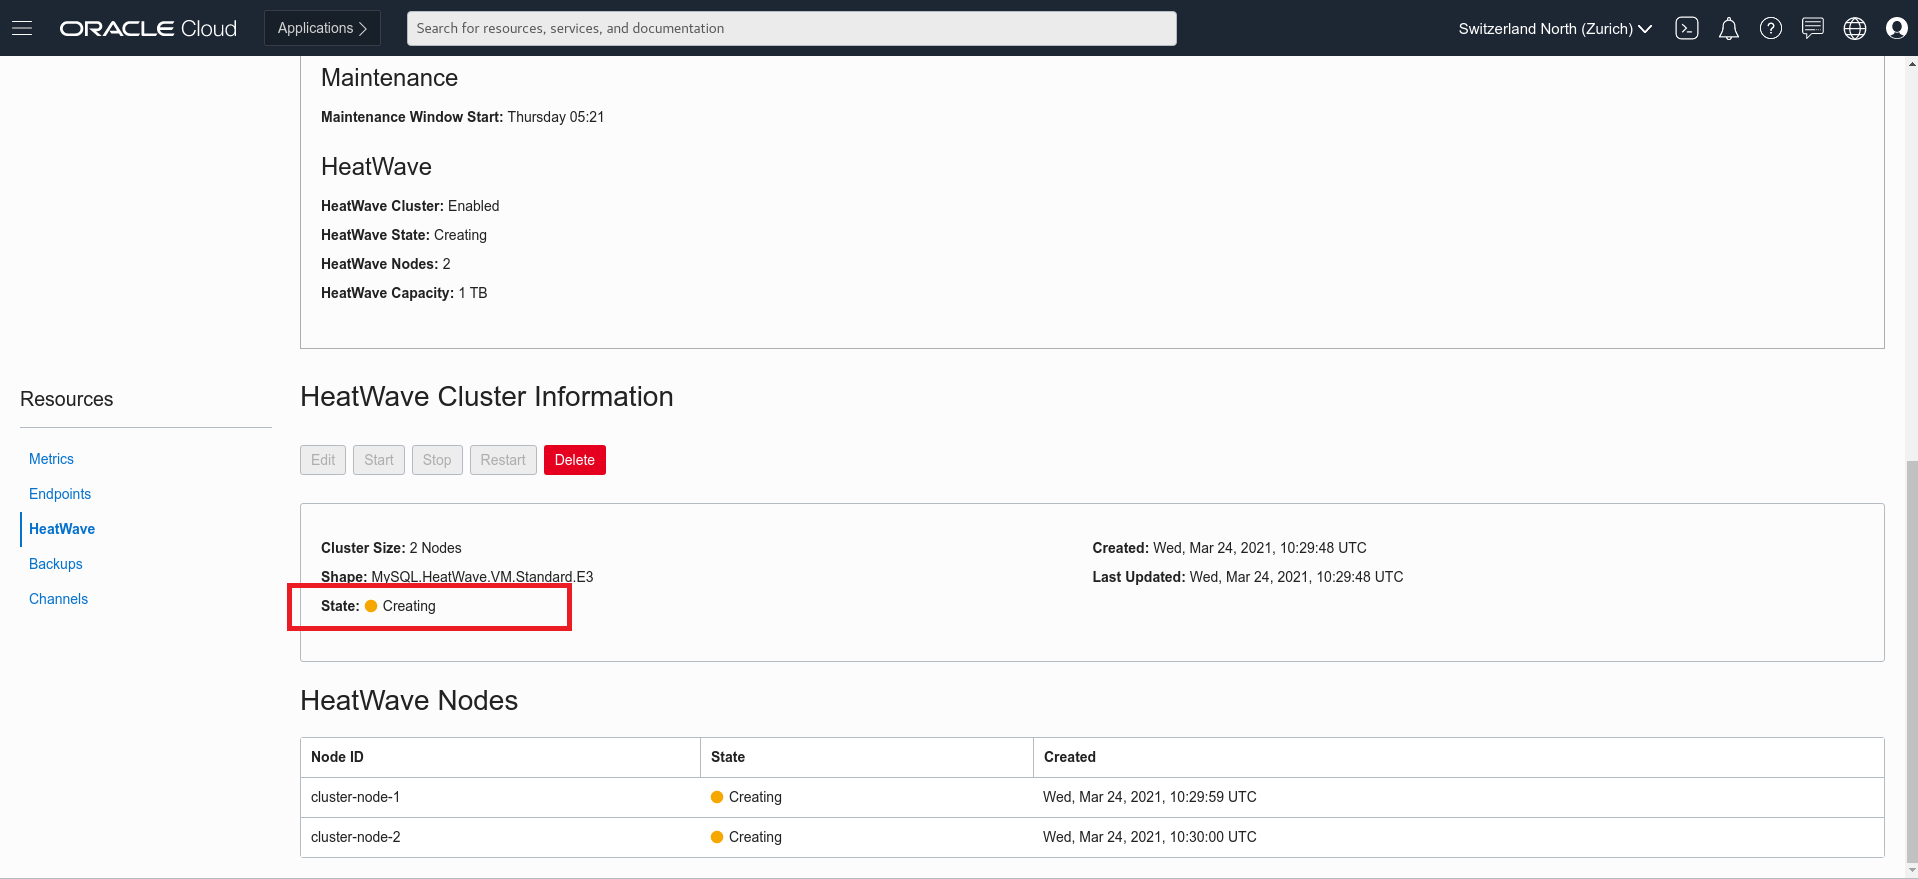 ORACLE Cloud
Applications
Search for resources, services, and documentation
Switzerland North (Zurich)
Maintenance
Maintenance Window Start: Thursday 05:21
HeatWave
HeatWave Cluster: Enabled
HeatWave State: Creating
HeatWave Nodes: 2
HeatWave Capacity: 1 TB
Resources
Metrics
Endpoints
HeatWave
Backups
Channels
HeatWave Cluster Information
Edit Start Stop Restart Delete
Cluster Size: 2 Nodes
Shape: MySQL.HeatWave.VM.Standard.E3
State: Creating
Created: Wed, Mar 24, 2021, 10:29:48 UTC
Last Updated: Wed, Mar 24, 2021, 10:29:48 UTC
HeatWave Nodes
Node ID State Created
cluster-node-1 Creating Wed, Mar 24, 2021, 10:29:59 UTC
cluster-node-2 Creating Wed, Mar 24, 2021, 10:30:00 UTC